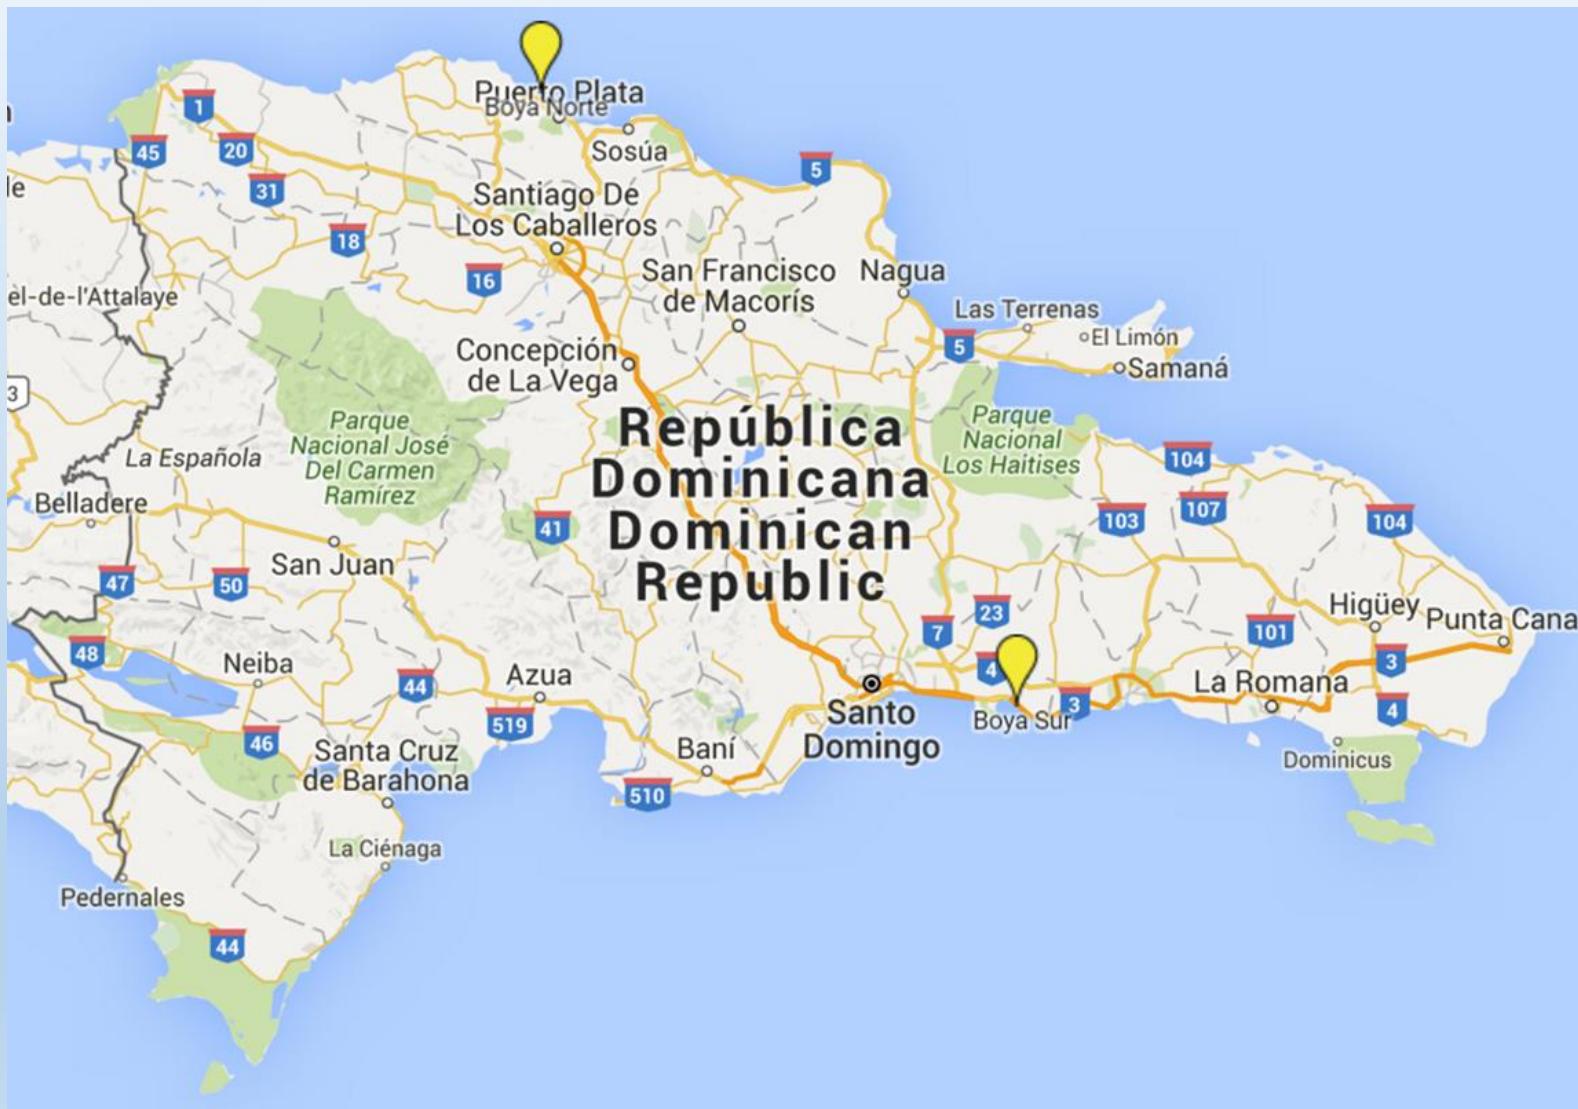 Puerto Plata
Boya Norte
1
Sosúa
45
20
5
31
Santiago De
Los Caballeros
18
16
San Francisco
de Macorís
Nagua
el-de-l'Attalaye
Las Terrenas
El Limón
5
Samaná
Concepción
de La Vega
3
Parque
Nacional José
Del Carmen
Ramírez
República
Dominicana
Dominican
Republic
Parque
Nacional
Los Haitises
La Española
104
Belladere
107
103
104
41
San Juan
47
50
23
Higüey
Punta Cana
7
101
48
Neiba
4
3
44
Azua
La Romana
3
4
519
Santo
Domingo
Boya Sur
46
Santa Cruz
de Barahona
Baní
Dominicus
510
La Ciénaga
Pedernales
44